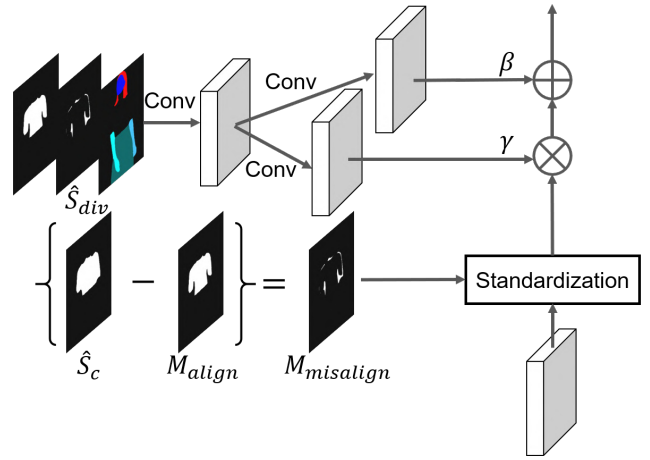 Conv
Conv
β
Conv
γ
Ŝ_div
{ − } =
Standardization
Ŝ_c
M_align
M_misalign